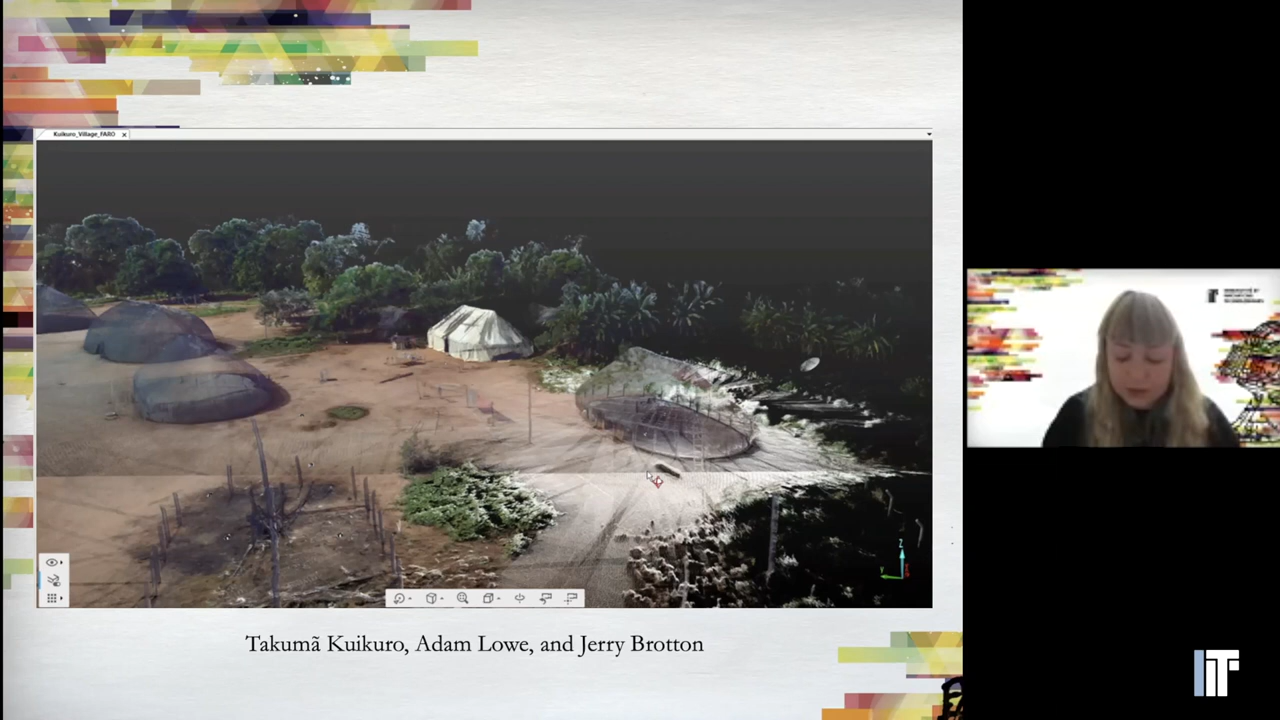 Kuikuro_Village_FARO
Z
Y
Takumã Kuikuro, Adam Lowe, and Jerry Brotton